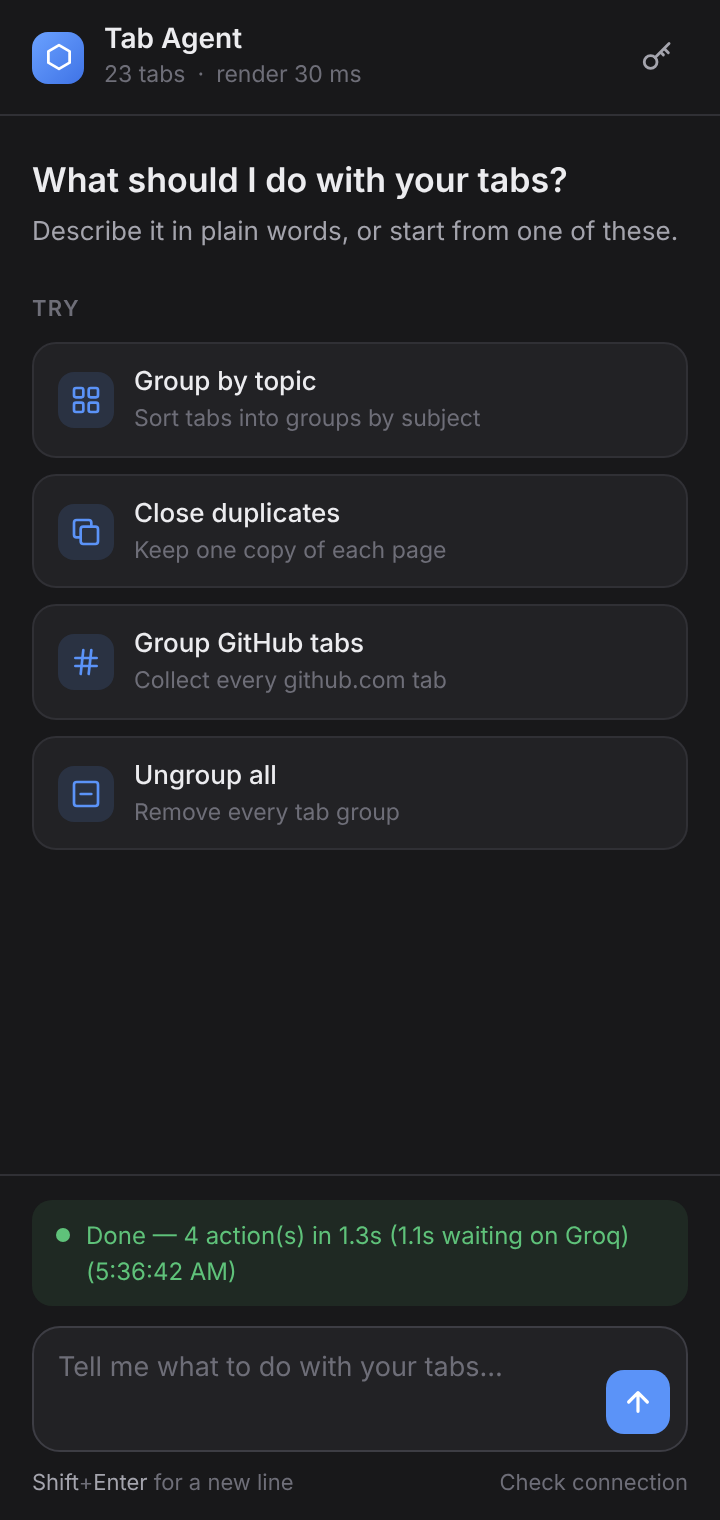 Tab Agent
23 tabs · render 30 ms
What should I do with your tabs?
Describe it in plain words, or start from one of these.
TRY
Group by topic
Sort tabs into groups by subject
Close duplicates
Keep one copy of each page
Group GitHub tabs
Collect every github.com tab
Ungroup all
Remove every tab group
Done — 4 action(s) in 1.3s (1.1s waiting on Groq)
(5:36:42 AM)
Tell me what to do with your tabs...
Shift+Enter for a new line
Check connection